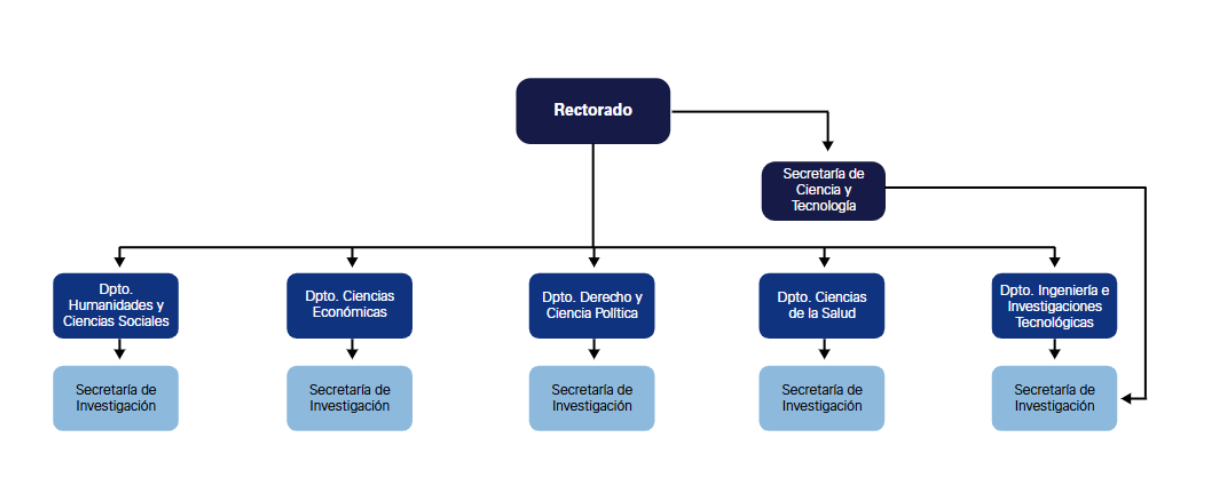 Rectorado
Secretaría de
Ciencia y
Tecnología
Dpto.
Humanidades y
Ciencias Sociales
Dpto. Ciencias
Económicas
Dpto. Derecho y
Ciencia Política
Dpto. Ciencias
de la Salud
Dpto. Ingeniería e
Investigaciones
Tecnológicas
Secretaría de
Investigación
Secretaría de
Investigación
Secretaría de
Investigación
Secretaría de
Investigación
Secretaría de
Investigación